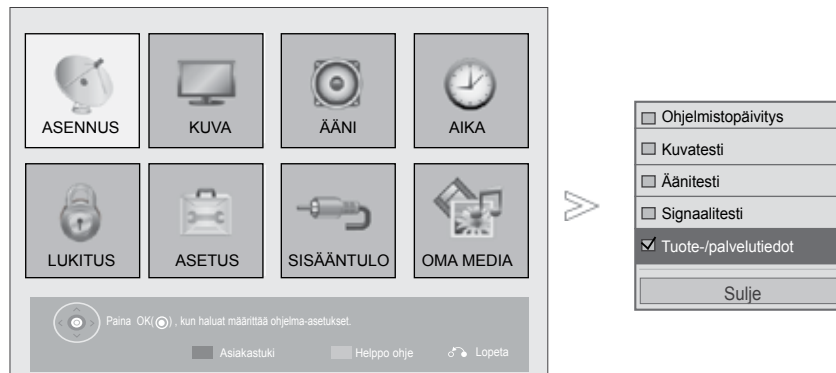 ASENNUS
KUVA
ÄÄNI
AIKA
LUKITUS
ASETUS
SISÄÄNTULO
OMA MEDIA
Paina OK(◉) , kun haluat määrittää ohjelma-asetukset.
Asiakastuki
Helppo ohje
Lopeta
Ohjelmistopäivitys
Kuvatesti
Äänitesti
Signaalitesti
Tuote-/palvelutiedot
Sulje